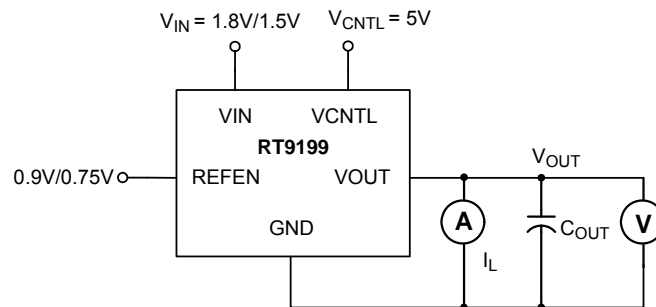 V_IN = 1.8V/1.5V
V_CNTL = 5V
VIN
VCNTL
RT9199
0.9V/0.75V
REFEN
VOUT
V_OUT
GND
A
I_L
C_OUT
V